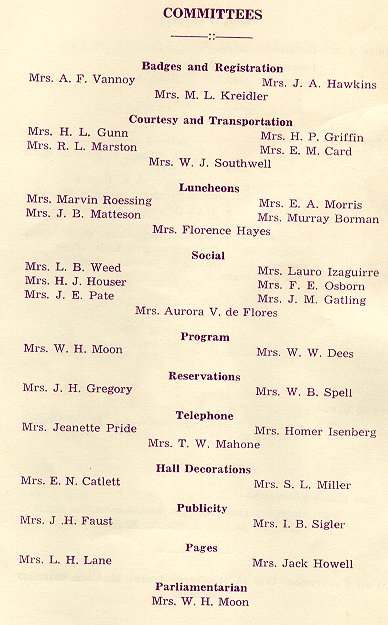 COMMITTEES
Badges and Registration
Mrs. A. F. Vannoy Mrs. J. A. Hawkins
Mrs. M. L. Kreidler
Courtesy and Transportation
Mrs. H. L. Gunn Mrs. H. P. Griffin
Mrs. R. L. Marston Mrs. E. M. Card
Mrs. W. J. Southwell
Luncheons
Mrs. Marvin Roessing Mrs. E. A. Morris
Mrs. J. B. Matteson Mrs. Murray Borman
Mrs. Florence Hayes
Social
Mrs. L. B. Weed Mrs. Lauro Izaguirre
Mrs. H. J. Houser Mrs. F. E. Osborn
Mrs. J. E. Pate Mrs. J. M. Gatling
Mrs. Aurora V. de Flores
Program
Mrs. W. H. Moon Mrs. W. W. Dees
Reservations
Mrs. J. H. Gregory Mrs. W. B. Spell
Telephone
Mrs. Jeanette Pride Mrs. Homer Isenberg
Mrs. T. W. Mahone
Hall Decorations
Mrs. E. N. Catlett Mrs. S. L. Miller
Publicity
Mrs. J .H. Faust Mrs. I. B. Sigler
Pages
Mrs. L. H. Lane Mrs. Jack Howell
Parliamentarian
Mrs. W. H. Moon